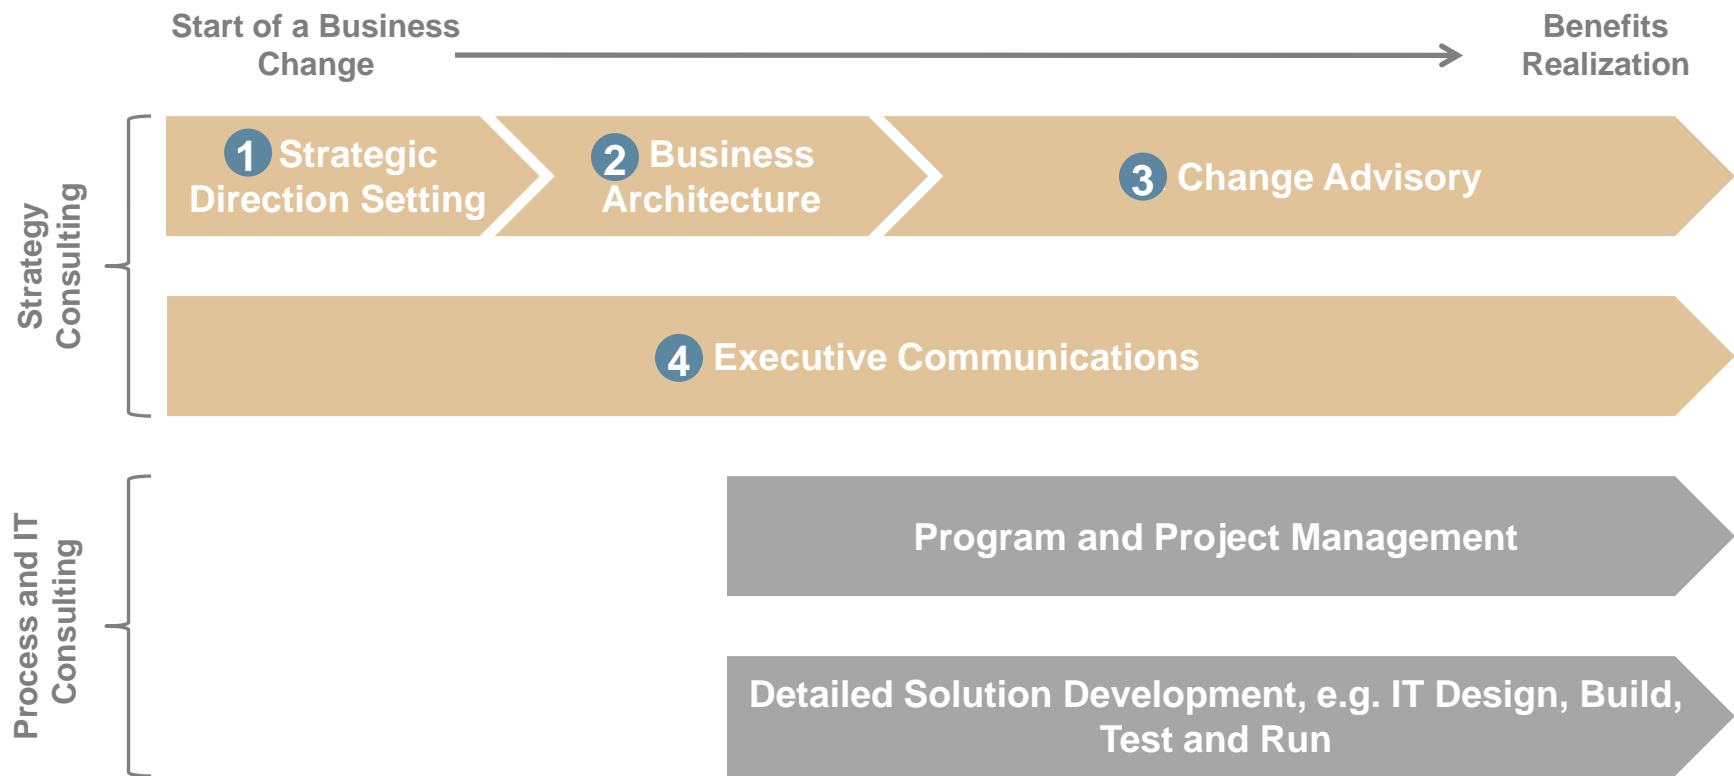 Start of a Business
Change
Benefits
Realization
Strategy
Consulting
1 Strategic
Direction Setting
2 Business
Architecture
3 Change Advisory
4 Executive Communications
Process and IT
Consulting
Program and Project Management
Detailed Solution Development, e.g. IT Design, Build,
Test and Run